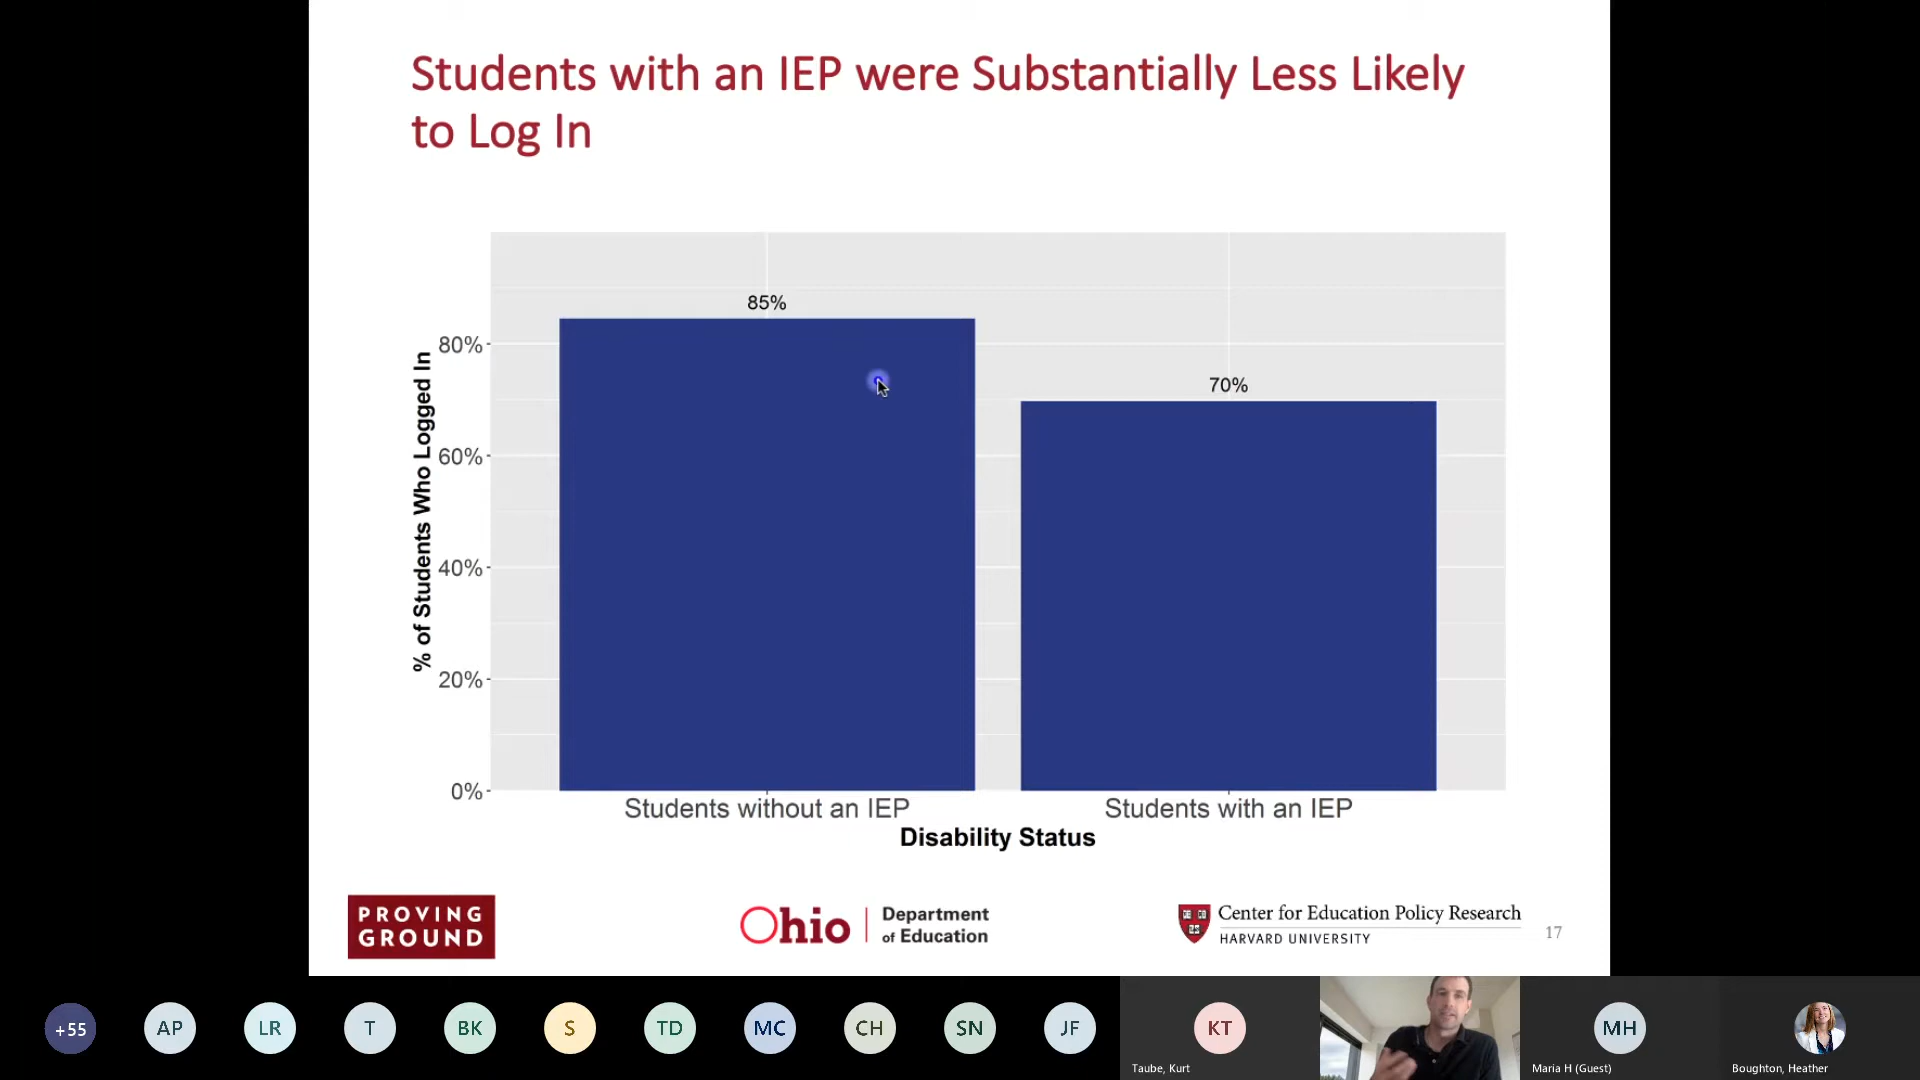 Students with an IEP were Substantially Less Likely
to Log In
85%
70%
80%
60%
40%
20%
0%
% of Students Who Logged In
Students without an IEP
Students with an IEP
Disability Status
PROVING
GROUND
Ohio
Department
of Education
Center for Education Policy Research
HARVARD UNIVERSITY
17
+55
AP
LR
T
BK
S
TD
MC
CH
SN
JF
KT
MH
Taube, Kurt
Maria H (Guest)
Boughton, Heather